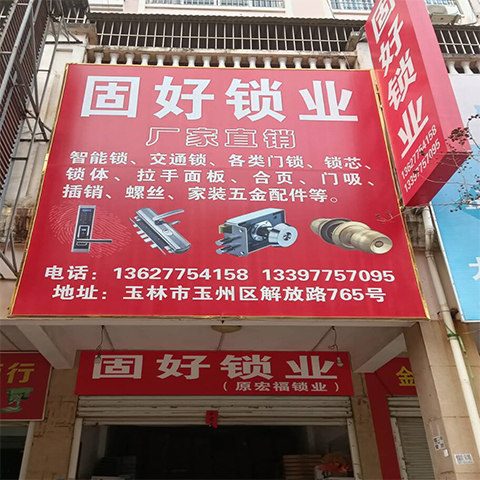 固好锁业
厂家直销
智能锁、交通锁、各类门锁、锁芯、
锁体、拉手面板、合页、门吸、
插销、螺丝、家装五金配件等。
电话：13627754158 13397757095
地址：玉林市玉州区解放路765号
固好锁业
13627754158
13397757095
固好锁业
（原宏福锁业）
行
金